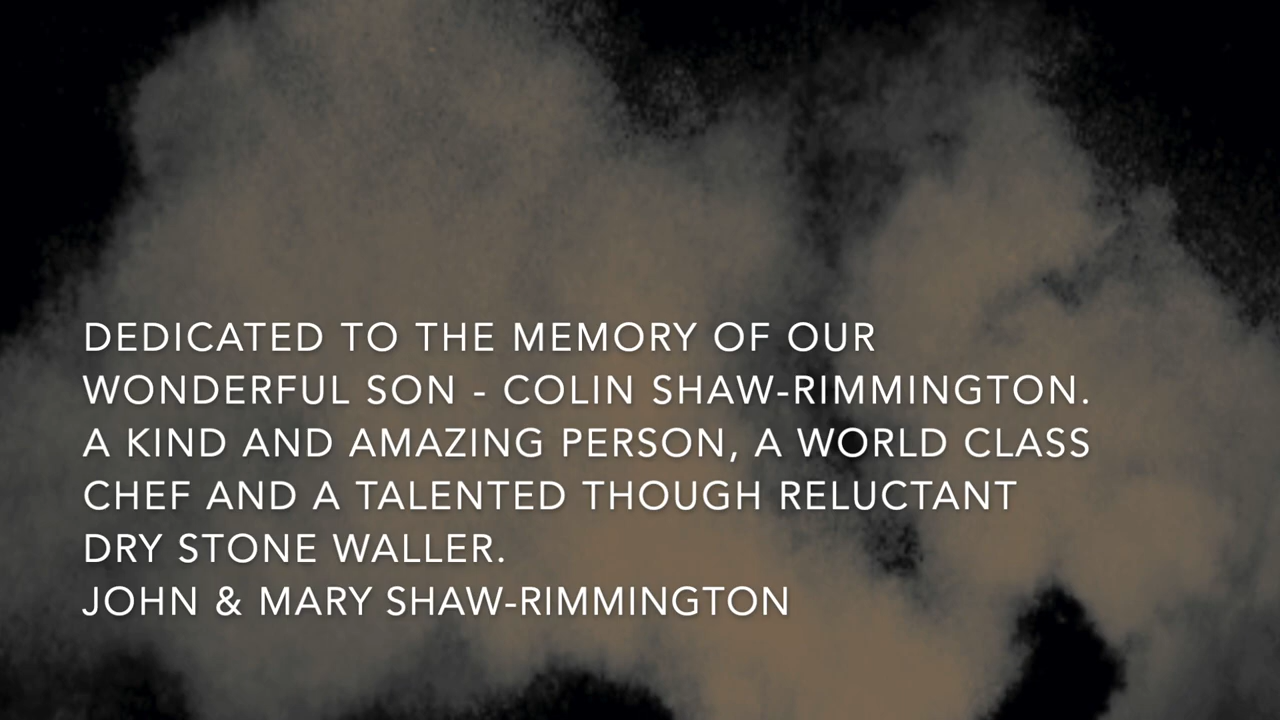 DEDICATED TO THE MEMORY OF OUR
WONDERFUL SON - COLIN SHAW-RIMMINGTON.
A KIND AND AMAZING PERSON, A WORLD CLASS
CHEF AND A TALENTED THOUGH RELUCTANT
DRY STONE WALLER.
JOHN & MARY SHAW-RIMMINGTON